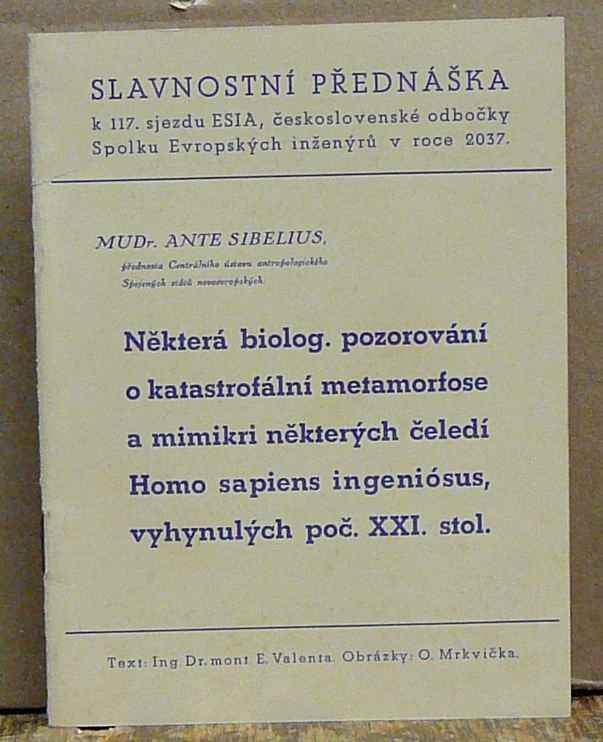 SLAVNOSTNÍ PŘEDNÁŠKA
k 117. sjezdu ESIA, československé odbočky
Spolku Evropských inženýrů v roce 2037.
MUDr. ANTE SIBELIUS,
přednosta Centrálního ústavu antropologického
Spojených států novoevropských.
Některá biolog. pozorování
o katastrofální metamorfose
a mimikri některých čeledí
Homo sapiens ingeniósus,
vyhynulých poč. XXI. stol.
Text: Ing. Dr. mont E. Valenta. Obrázky: O. Mrkvička.